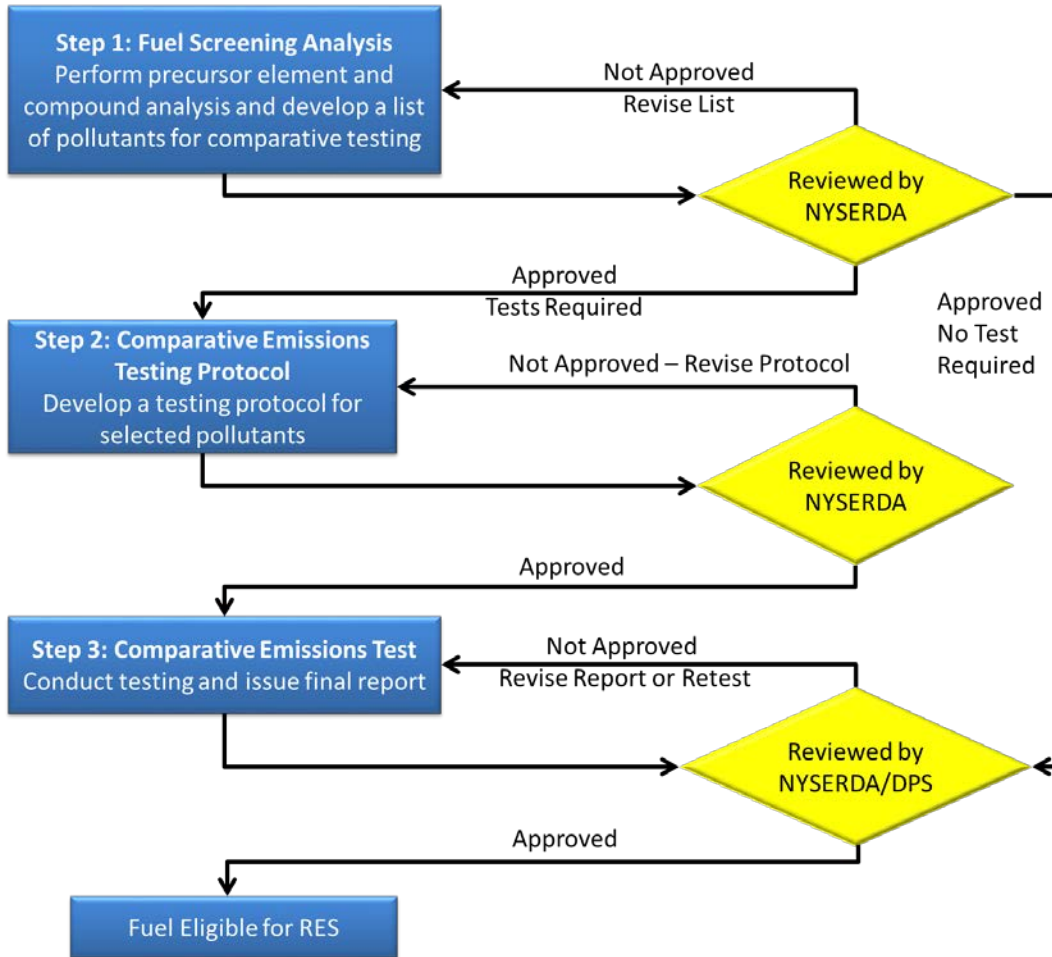 Step 1: Fuel Screening Analysis
Perform precursor element and
compound analysis and develop a list
of pollutants for comparative testing
Not Approved
Revise List
Reviewed by
NYSERDA
Approved
Tests Required
Approved
No Test
Required
Step 2: Comparative Emissions
Testing Protocol
Develop a testing protocol for
selected pollutants
Not Approved – Revise Protocol
Reviewed by
NYSERDA
Approved
Step 3: Comparative Emissions Test
Conduct testing and issue final report
Not Approved
Revise Report or Retest
Reviewed by
NYSERDA/DPS
Approved
Fuel Eligible for RES